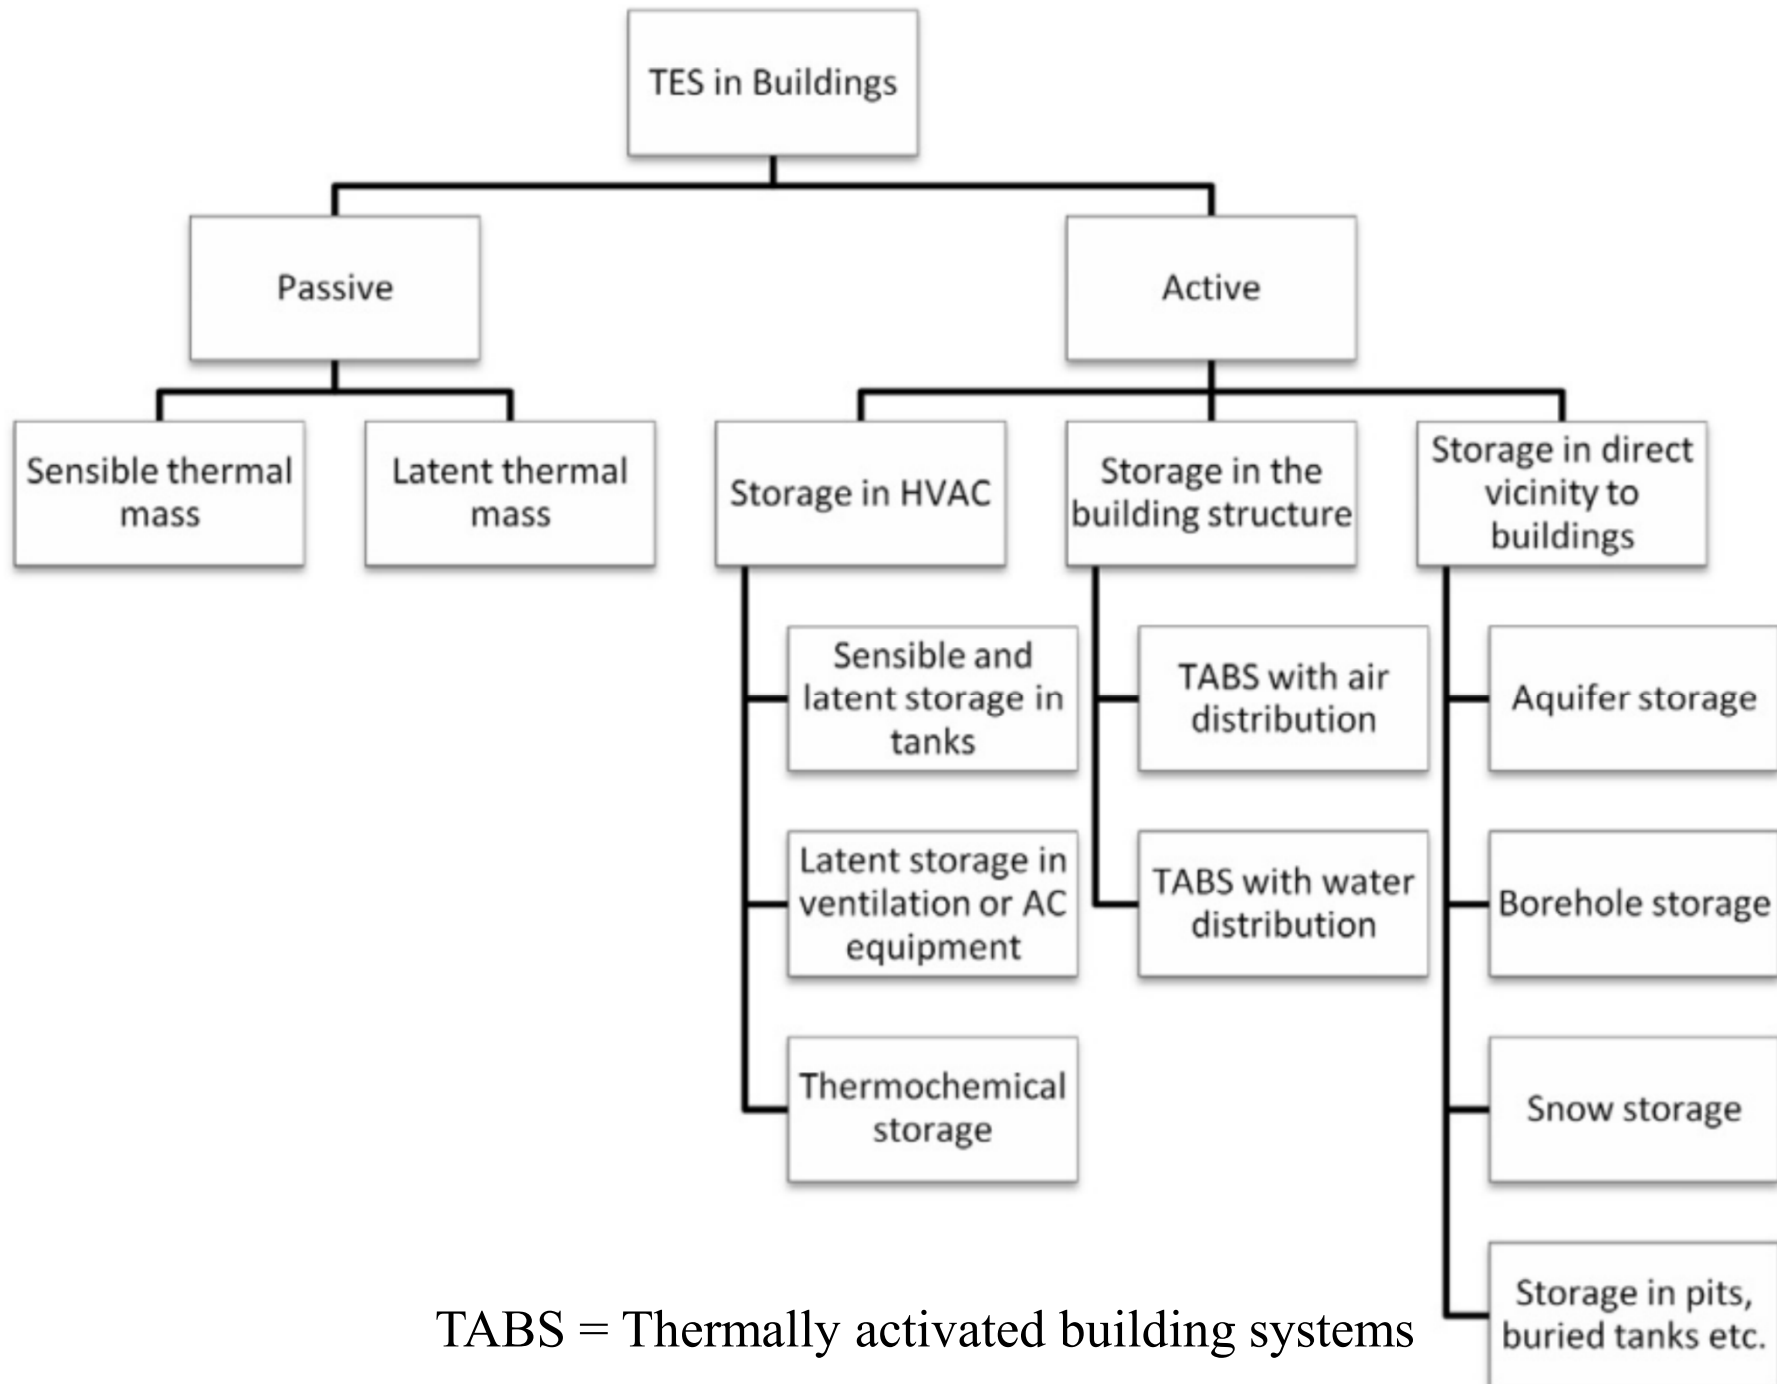 TES in Buildings
Passive
Active
Sensible thermal
mass
Latent thermal
mass
Storage in HVAC
Storage in the
building structure
Storage in direct
vicinity to
buildings
Sensible and
latent storage in
tanks
Latent storage in
ventilation or AC
equipment
Thermochemical
storage
TABS with air
distribution
TABS with water
distribution
Aquifer storage
Borehole storage
Snow storage
Storage in pits,
buried tanks etc.
TABS = Thermally activated building systems